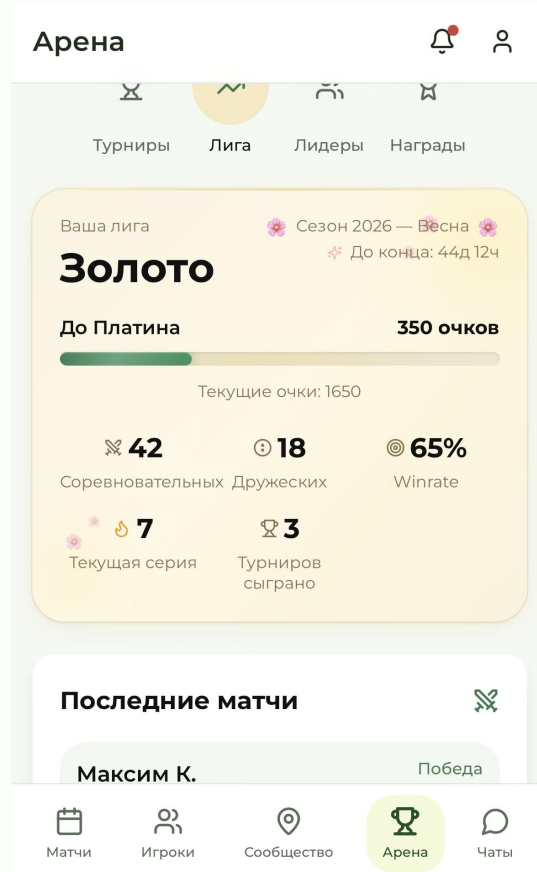 Арена
Турниры Лига Лидеры Награды
Ваша лига
Сезон 2026 — Весна
До конца: 44д 12ч
Золото
До Платина 350 очков
Текущие очки: 1650
42 18 65%
Соревновательных Дружеских Winrate
7 3
Текущая серия Турниров
сыграно
Последние матчи
Максим К. Победа
Матчи Игроки Сообщество Арена Чаты